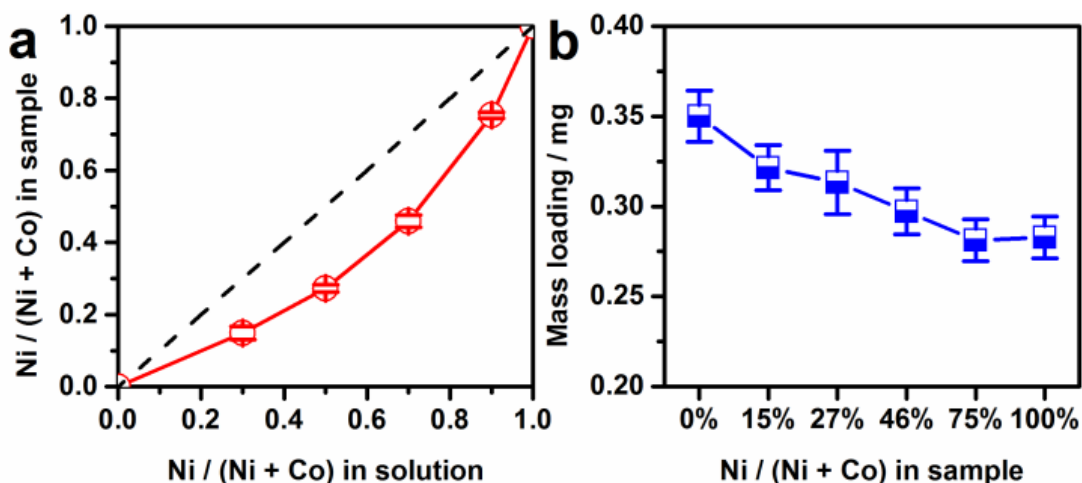 a
1.0
0.8
0.6
0.4
0.2
0.0
Ni / (Ni + Co) in sample
0.0 0.2 0.4 0.6 0.8 1.0
Ni / (Ni + Co) in solution
b
0.40
0.35
0.30
0.25
0.20
Mass loading / mg
0% 15% 27% 46% 75% 100%
Ni / (Ni + Co) in sample